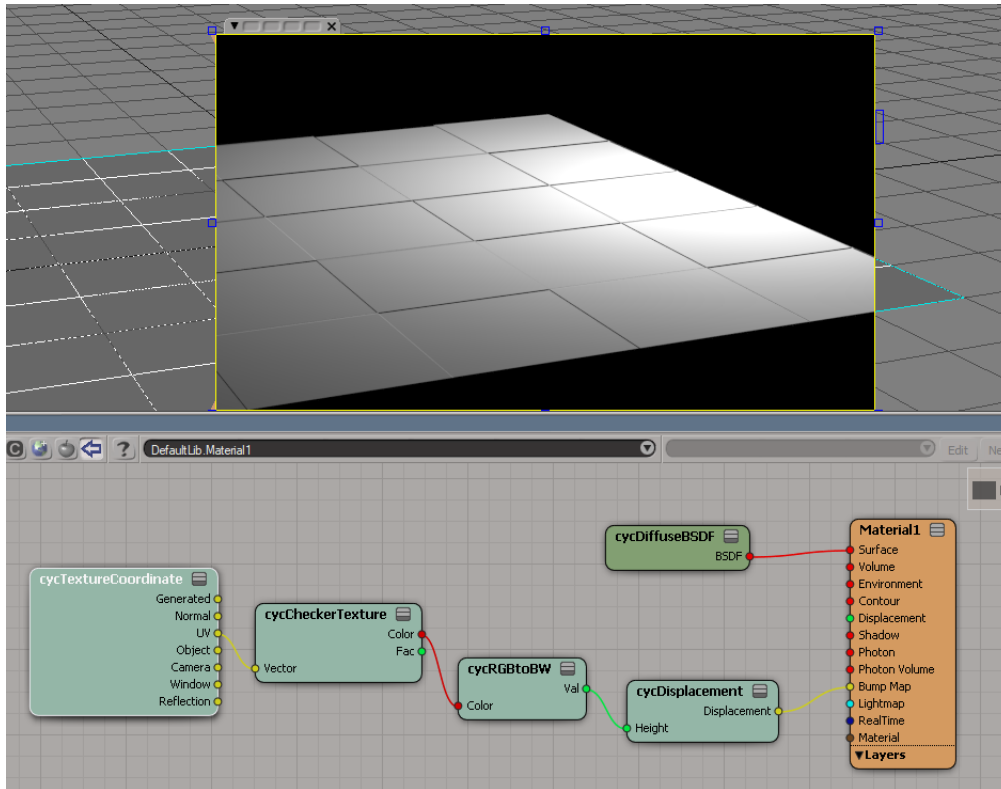 DefaultLib.Material1
Edit
Ne
cycTextureCoordinate
Generated
Normal
UV
Object
Camera
Window
Reflection
cycCheckerTexture
Color
Fac
Vector
cycRGBtoBW
Val
Color
cycDisplacement
Displacement
Height
cycDiffuseBSDF
BSDF
Material1
Surface
Volume
Environment
Contour
Displacement
Shadow
Photon
Photon Volume
Bump Map
Lightmap
RealTime
Material
▼Layers